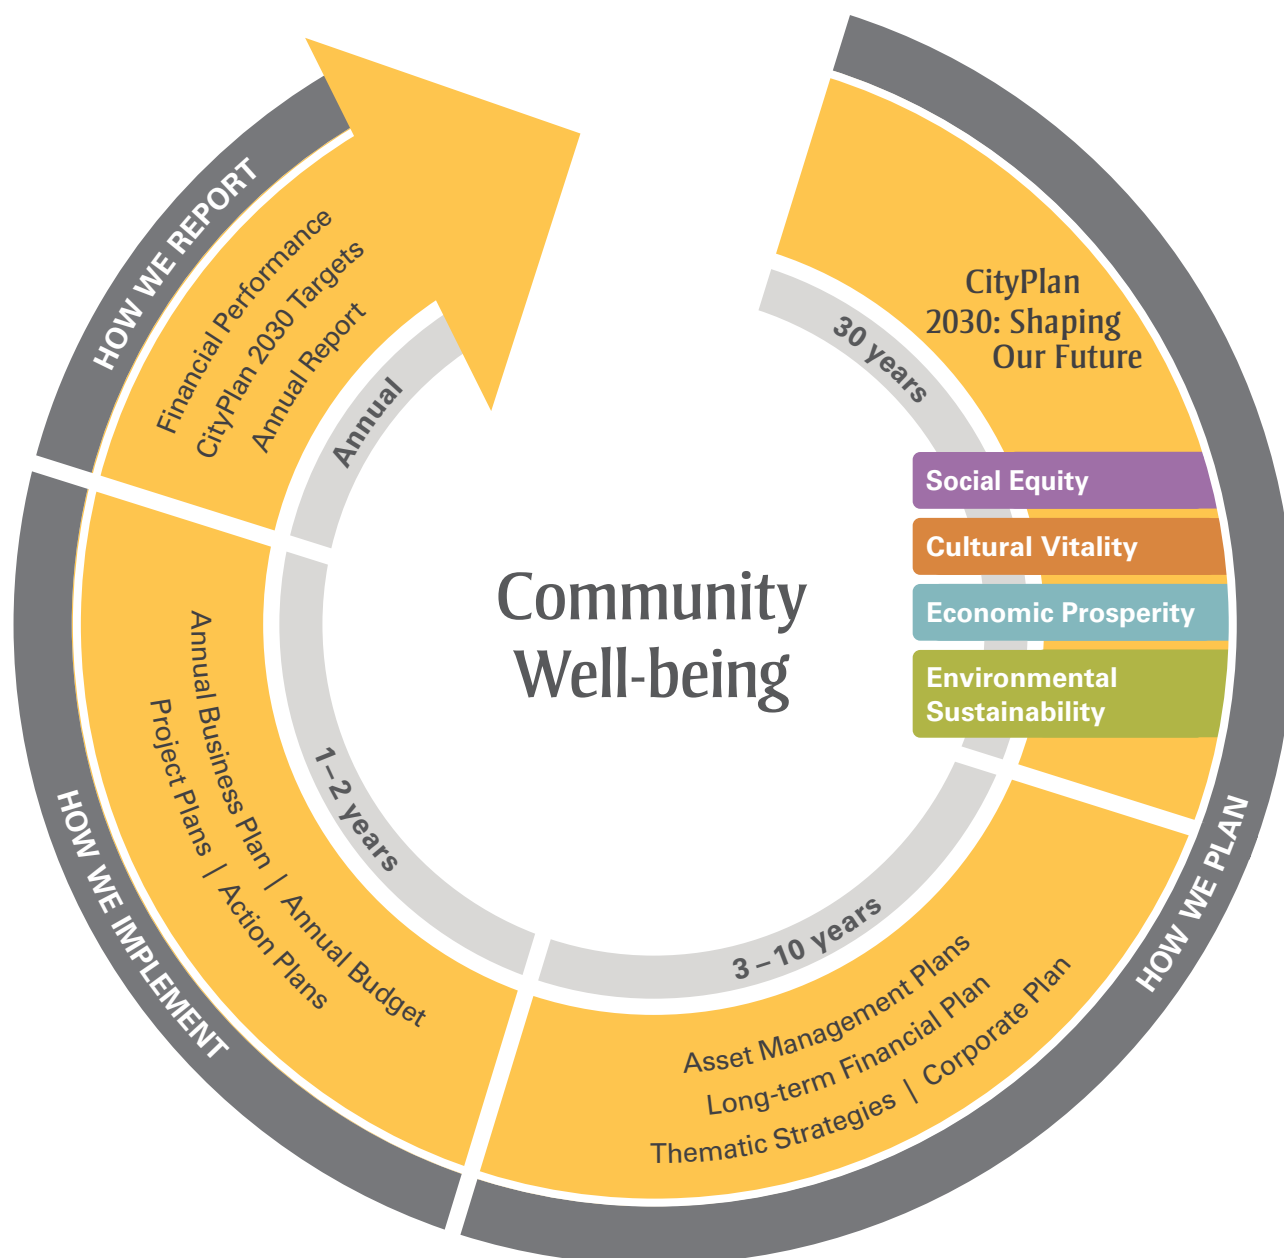 CityPlan
2030: Shaping
Our Future
30 years
Social Equity
Cultural Vitality
Economic Prosperity
Environmental
Sustainability
HOW WE PLAN
3–10 years
Asset Management Plans
Long-term Financial Plan
Thematic Strategies | Corporate Plan
1–2 years
Annual Business Plan | Annual Budget
Project Plans | Action Plans
HOW WE IMPLEMENT
HOW WE REPORT
Financial Performance
CityPlan 2030 Targets
Annual Report
Annual
Community
Well-being